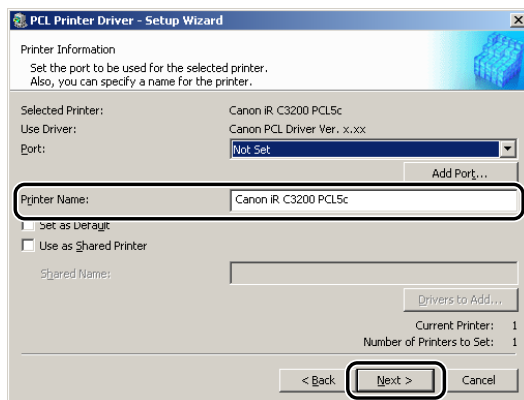 PCL Printer Driver - Setup Wizard
Printer Information
Set the port to be used for the selected printer.
Also, you can specify a name for the printer.
Selected Printer: Canon iR C3200 PCL5c
Use Driver: Canon PCL Driver Ver. x.xx
Port: Not Set
Add Port...
Printer Name: Canon iR C3200 PCL5c
Set as Default
Use as Shared Printer
Shared Name:
Drivers to Add...
Current Printer: 1
Number of Printers to Set: 1
< Back Next > Cancel